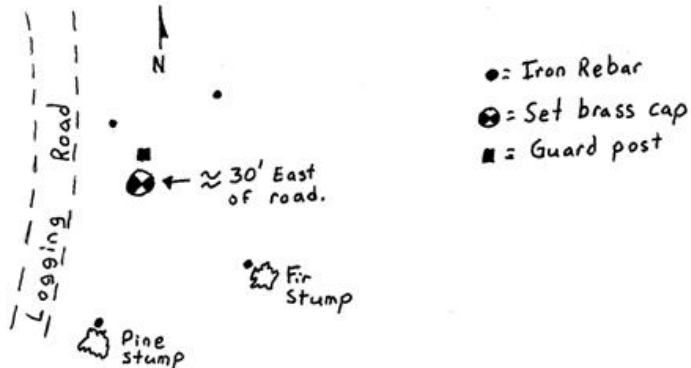 N
Logging Road
= Iron Rebar
= Set brass cap
= Guard post
≈ 30' East
of road.
Fir
Stump
Pine
stump